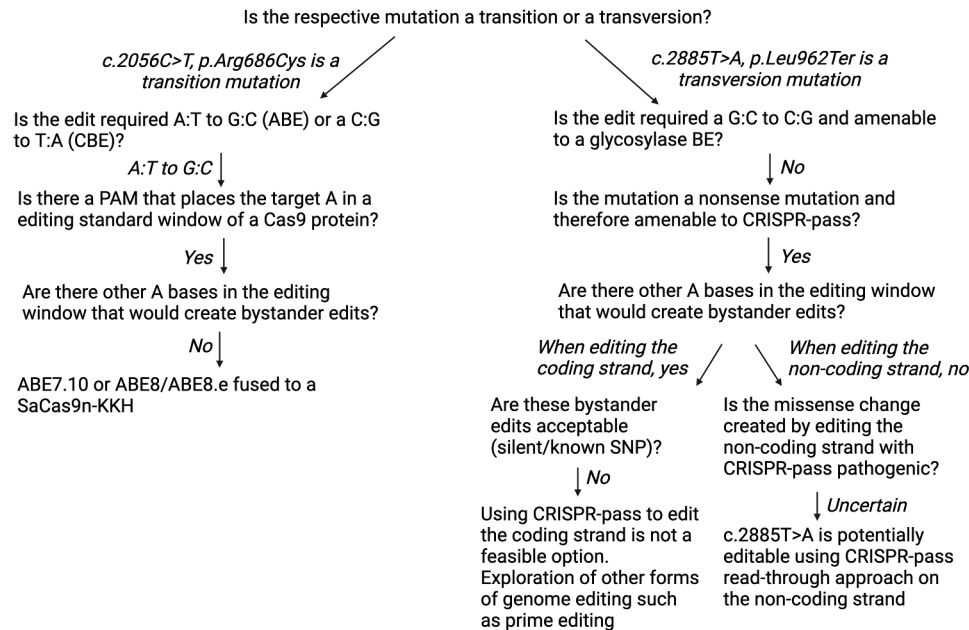 Is the respective mutation a transition or a transversion?
c.2056C>T, p.Arg686Cys is a
transition mutation
Is the edit required A:T to G:C (ABE) or a C:G
to T:A (CBE)?
A:T to G:C
Is there a PAM that places the target A in a
editing standard window of a Cas9 protein?
Yes
Are there other A bases in the editing
window that would create bystander edits?
No
ABE7.10 or ABE8/ABE8.e fused to a
SaCas9n-KKH
c.2885T>A, p.Leu962Ter is a
transversion mutation
Is the edit required a G:C to C:G and amenable
to a glycosylase BE?
No
Is the mutation a nonsense mutation and
therefore amenable to CRISPR-pass?
Yes
Are there other A bases in the editing window
that would create bystander edits?
When editing the
coding strand, yes
Are these bystander
edits acceptable
(silent/known SNP)?
No
Using CRISPR-pass to edit
the coding strand is not a
feasible option.
Exploration of other forms
of genome editing such
as prime editing
When editing the
non-coding strand, no
Is the missense change
created by editing the
non-coding strand with
CRISPR-pass pathogenic?
Uncertain
c.2885T>A is potentially
editable using CRISPR-pass
read-through approach on
the non-coding strand